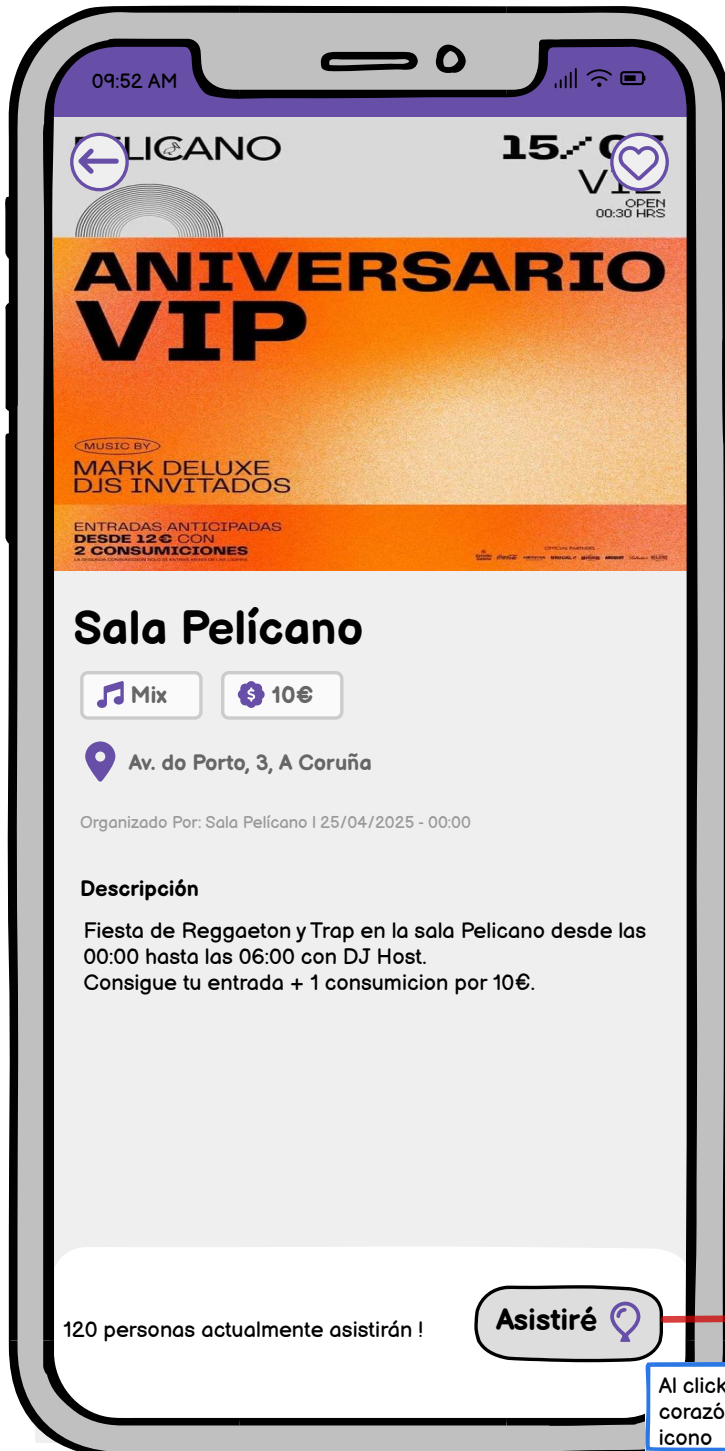 09:52 AM
LICANO
15.
OPEN
00:30 HRS
ANIVERSARIO
VIP
MUSIC BY
MARK DELUXE
DJS INVITADOS
ENTRADAS ANTICIPADAS
DESDE 12€ CON
2 CONSUMICIONES
OFFICIAL PARTNERS
Sala Pelícano
Mix
$ 10€
Av. do Porto, 3, A Coruña
Organizado Por: Sala Pelícano | 25/04/2025 - 00:00
Descripción
Fiesta de Reggaeton y Trap en la sala Pelicano desde las
00:00 hasta las 06:00 con DJ Host.
Consigue tu entrada + 1 consumicion por 10€.
120 personas actualmente asistirán !
Asistiré
Al click
corazó
icono